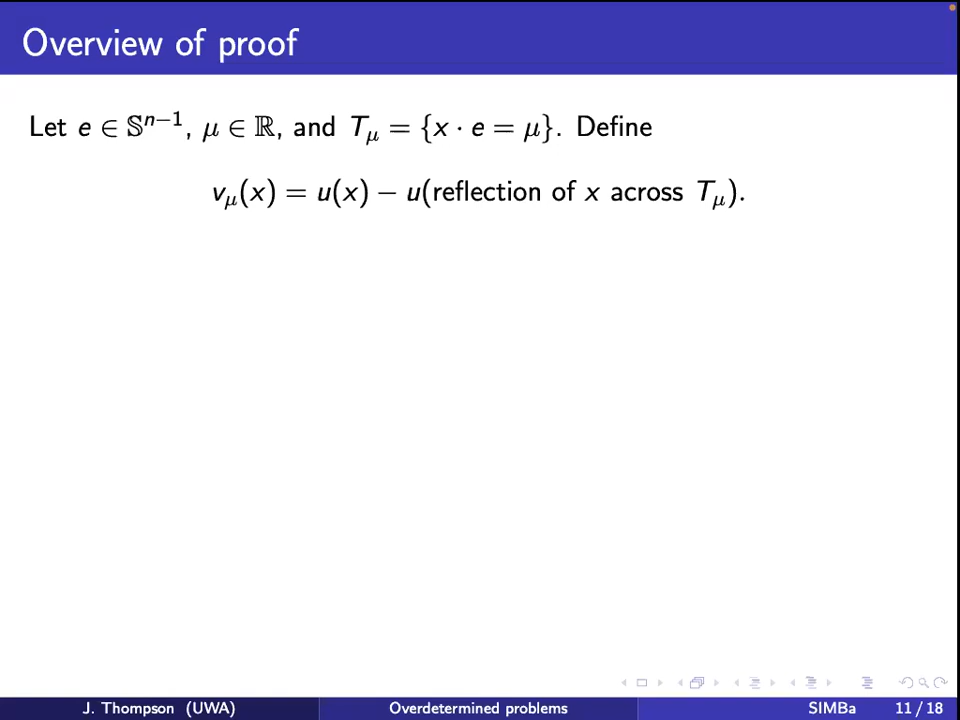 Overview of proof
Let e ∈ 𝕊ⁿ⁻¹, μ ∈ ℝ, and T_μ = {x · e = μ}. Define
v_μ(x) = u(x) − u(reflection of x across T_μ).
J. Thompson (UWA) Overdetermined problems SIMBa 11 / 18